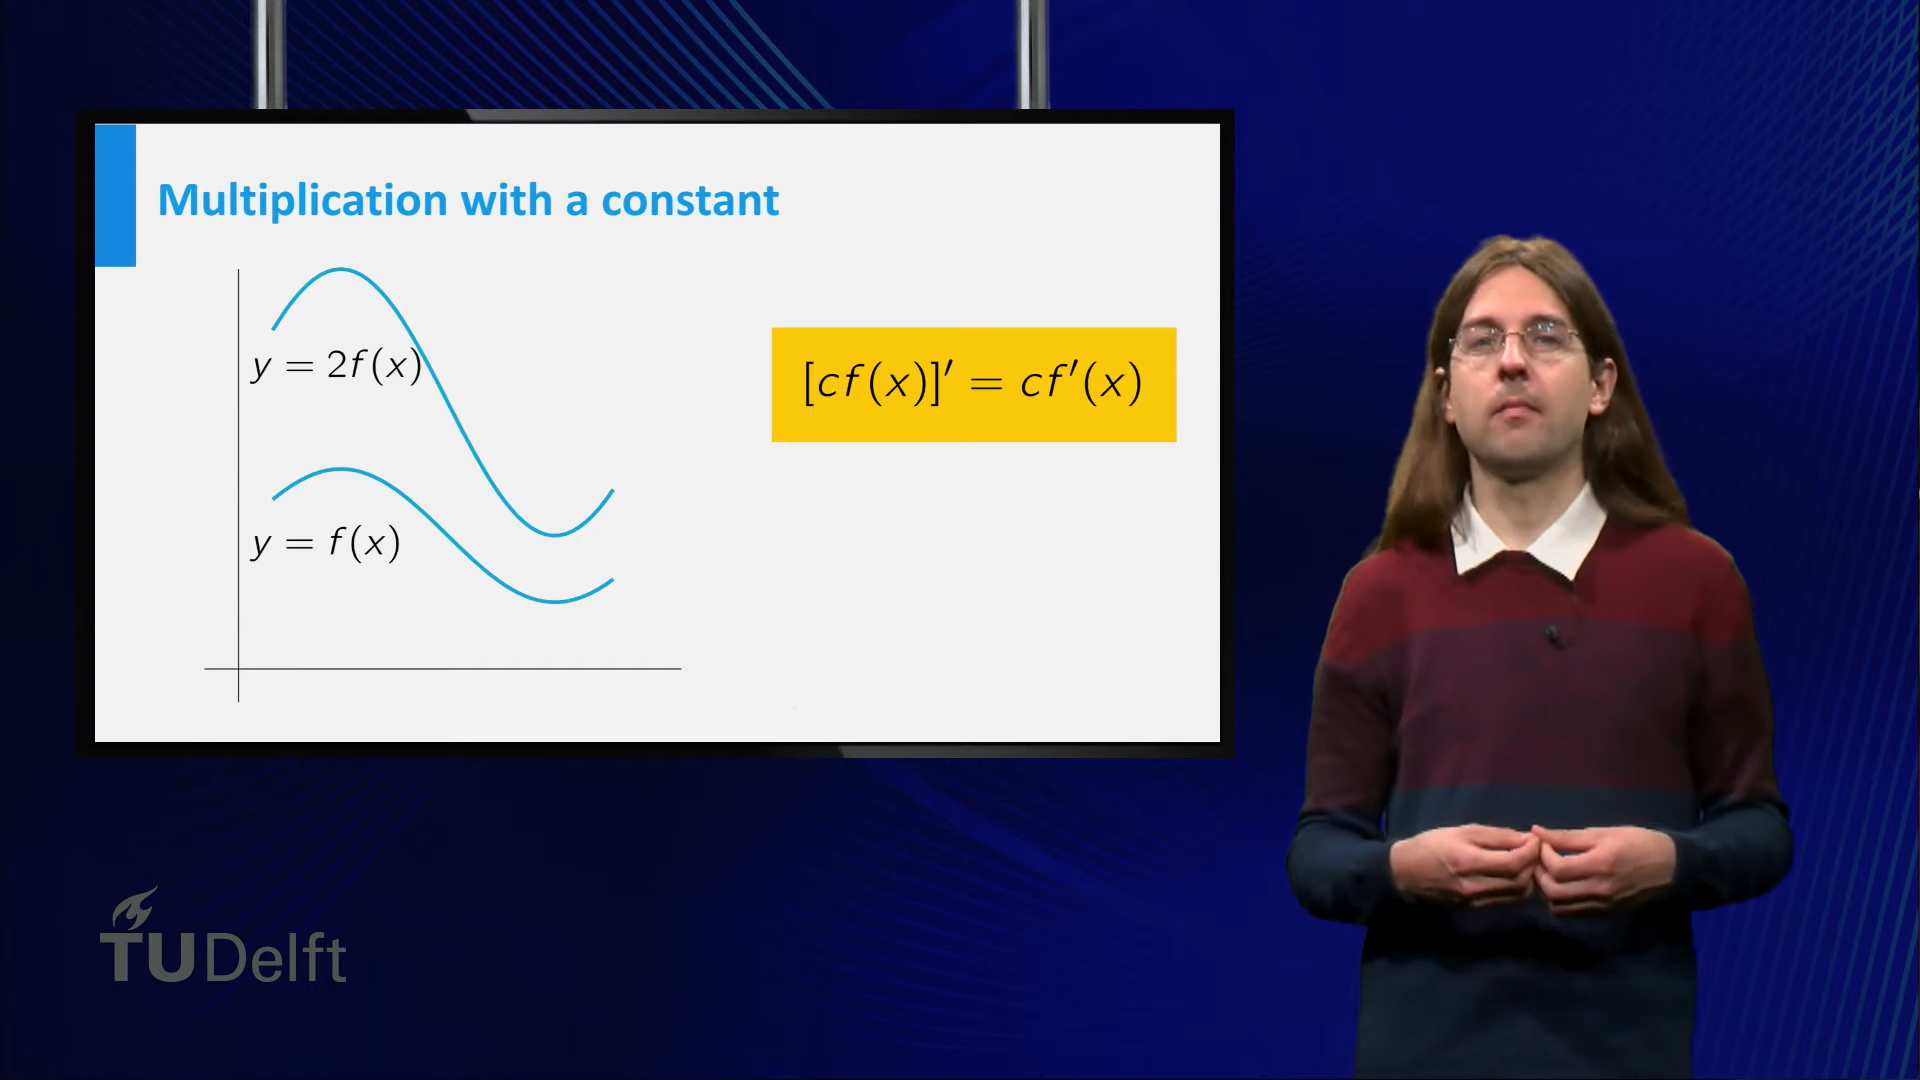 Multiplication with a constant
y = 2f(x)
[cf(x)]′ = cf′(x)
y = f(x)
TUDelft